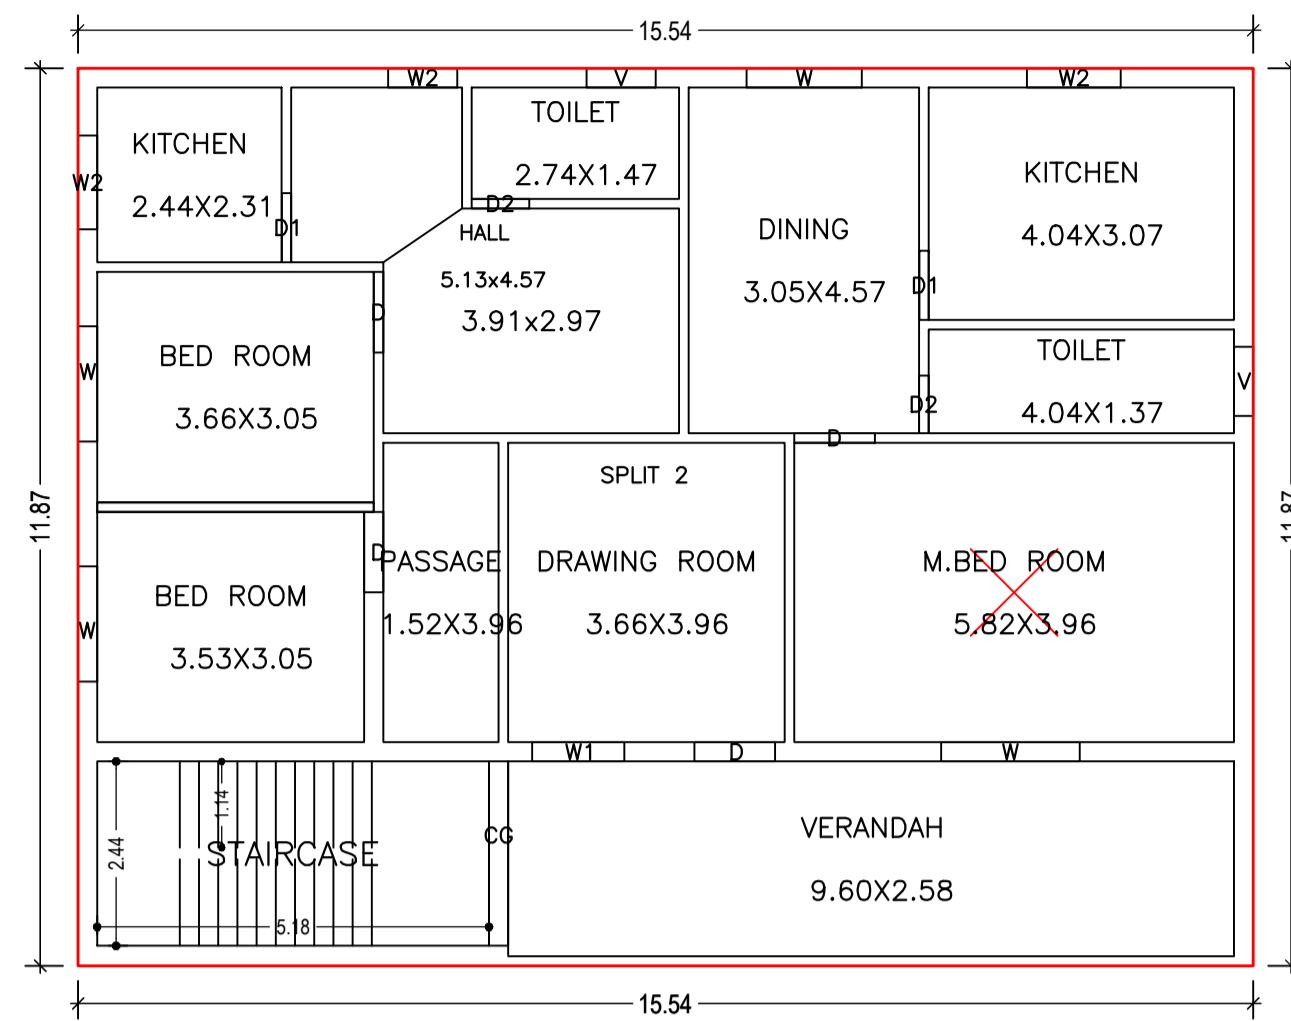 15.54
W2
V
W
W2
KITCHEN
2.44X2.31
W2
D1
TOILET
2.74X1.47
D2
HALL
5.13x4.57
3.91x2.97
DINING
3.05X4.57
D1
D2
KITCHEN
4.04X3.07
TOILET
4.04X1.37
V
D
W
BED ROOM
3.66X3.05
D
11.87
11.87
SPLIT 2
BED ROOM
3.53X3.05
W
D
PASSAGE
1.52X3.96
DRAWING ROOM
3.66X3.96
M.BED ROOM
5.82X3.96
W1
D
W
2.44
1.14
STAIRCASE
5.18
CG
VERANDAH
9.60X2.58
15.54